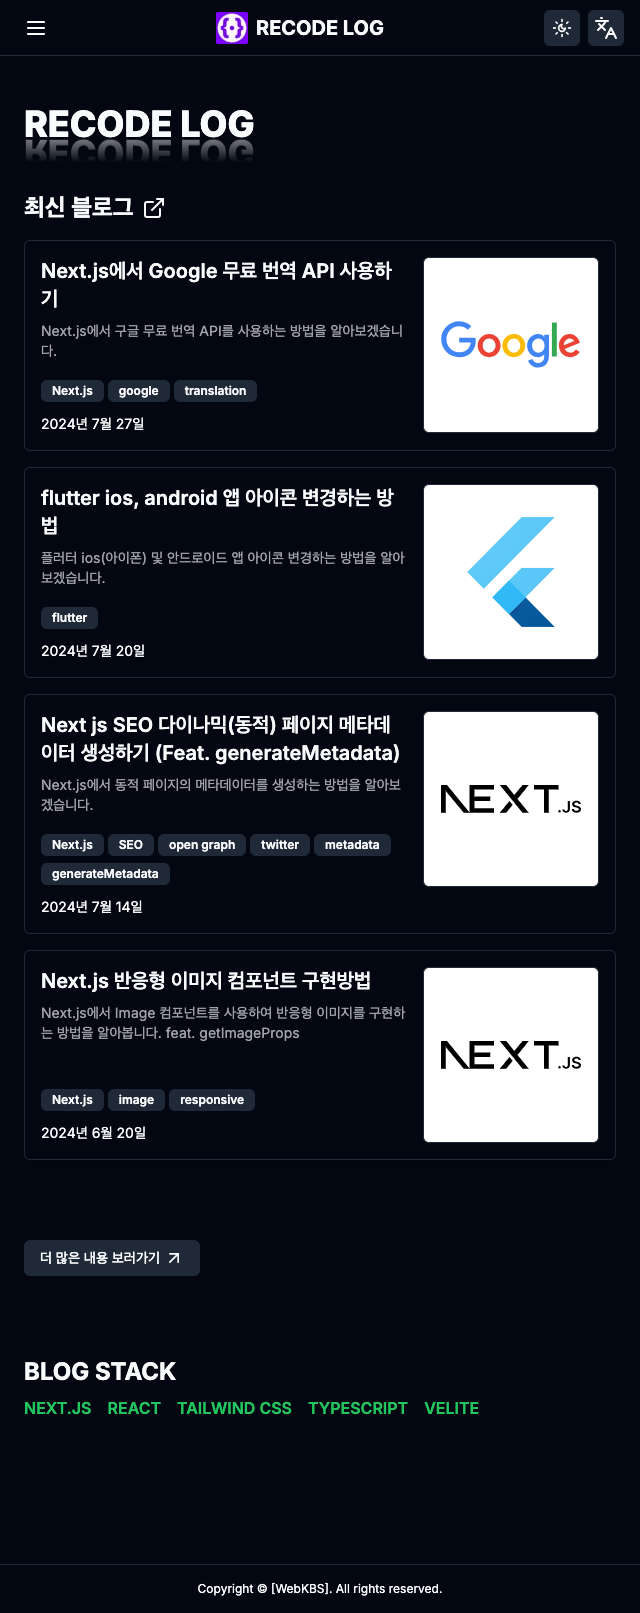 RECODE LOG
RECODE LOG
최신 블로그
Next.js에서 Google 무료 번역 API 사용하
기
Next.js에서 구글 무료 번역 API를 사용하는 방법을 알아보겠습니
다.
Next.js google translation
2024년 7월 27일
Google
flutter ios, android 앱 아이콘 변경하는 방
법
플러터 ios(아이폰) 및 안드로이드 앱 아이콘 변경하는 방법을 알아
보겠습니다.
flutter
2024년 7월 20일
Next js SEO 다이나믹(동적) 페이지 메타데
이터 생성하기 (Feat. generateMetadata)
Next.js에서 동적 페이지의 메타데이터를 생성하는 방법을 알아보
겠습니다.
Next.js SEO open graph twitter metadata
generateMetadata
2024년 7월 14일
NEXT.JS
Next.js 반응형 이미지 컴포넌트 구현방법
Next.js에서 Image 컴포넌트를 사용하여 반응형 이미지를 구현하
는 방법을 알아봅니다. feat. getImageProps
Next.js image responsive
2024년 6월 20일
NEXT.JS
더 많은 내용 보러가기
BLOG STACK
NEXT.JS REACT TAILWIND CSS TYPESCRIPT VELITE
Copyright © [WebKBS]. All rights reserved.